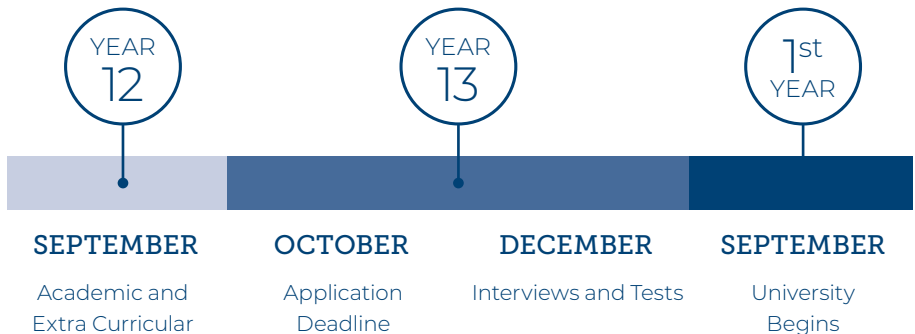 YEAR
12
YEAR
13
1st
YEAR
SEPTEMBER
Academic and
Extra Curricular
OCTOBER
Application
Deadline
DECEMBER
Interviews and Tests
SEPTEMBER
University
Begins